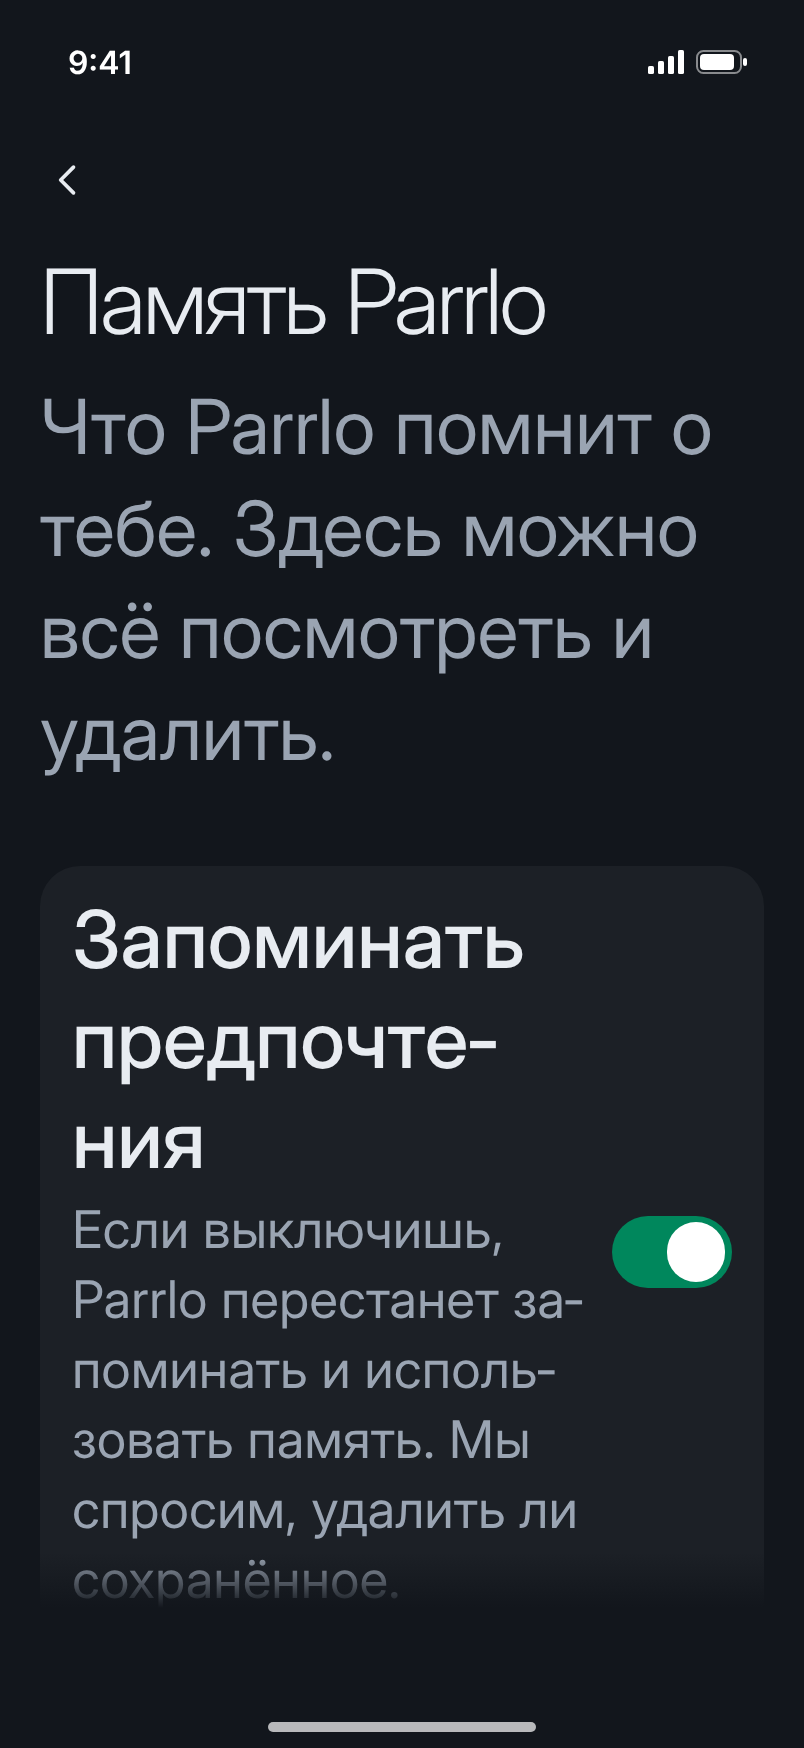 9:41
Память Parrlo
Что Parrlo помнит о
тебе. Здесь можно
всё посмотреть и
удалить.
Запоминать
предпочте-
ния
Если выключишь,
Parrlo перестанет за-
поминать и исполь-
зовать память. Мы
спросим, удалить ли
сохранённое.